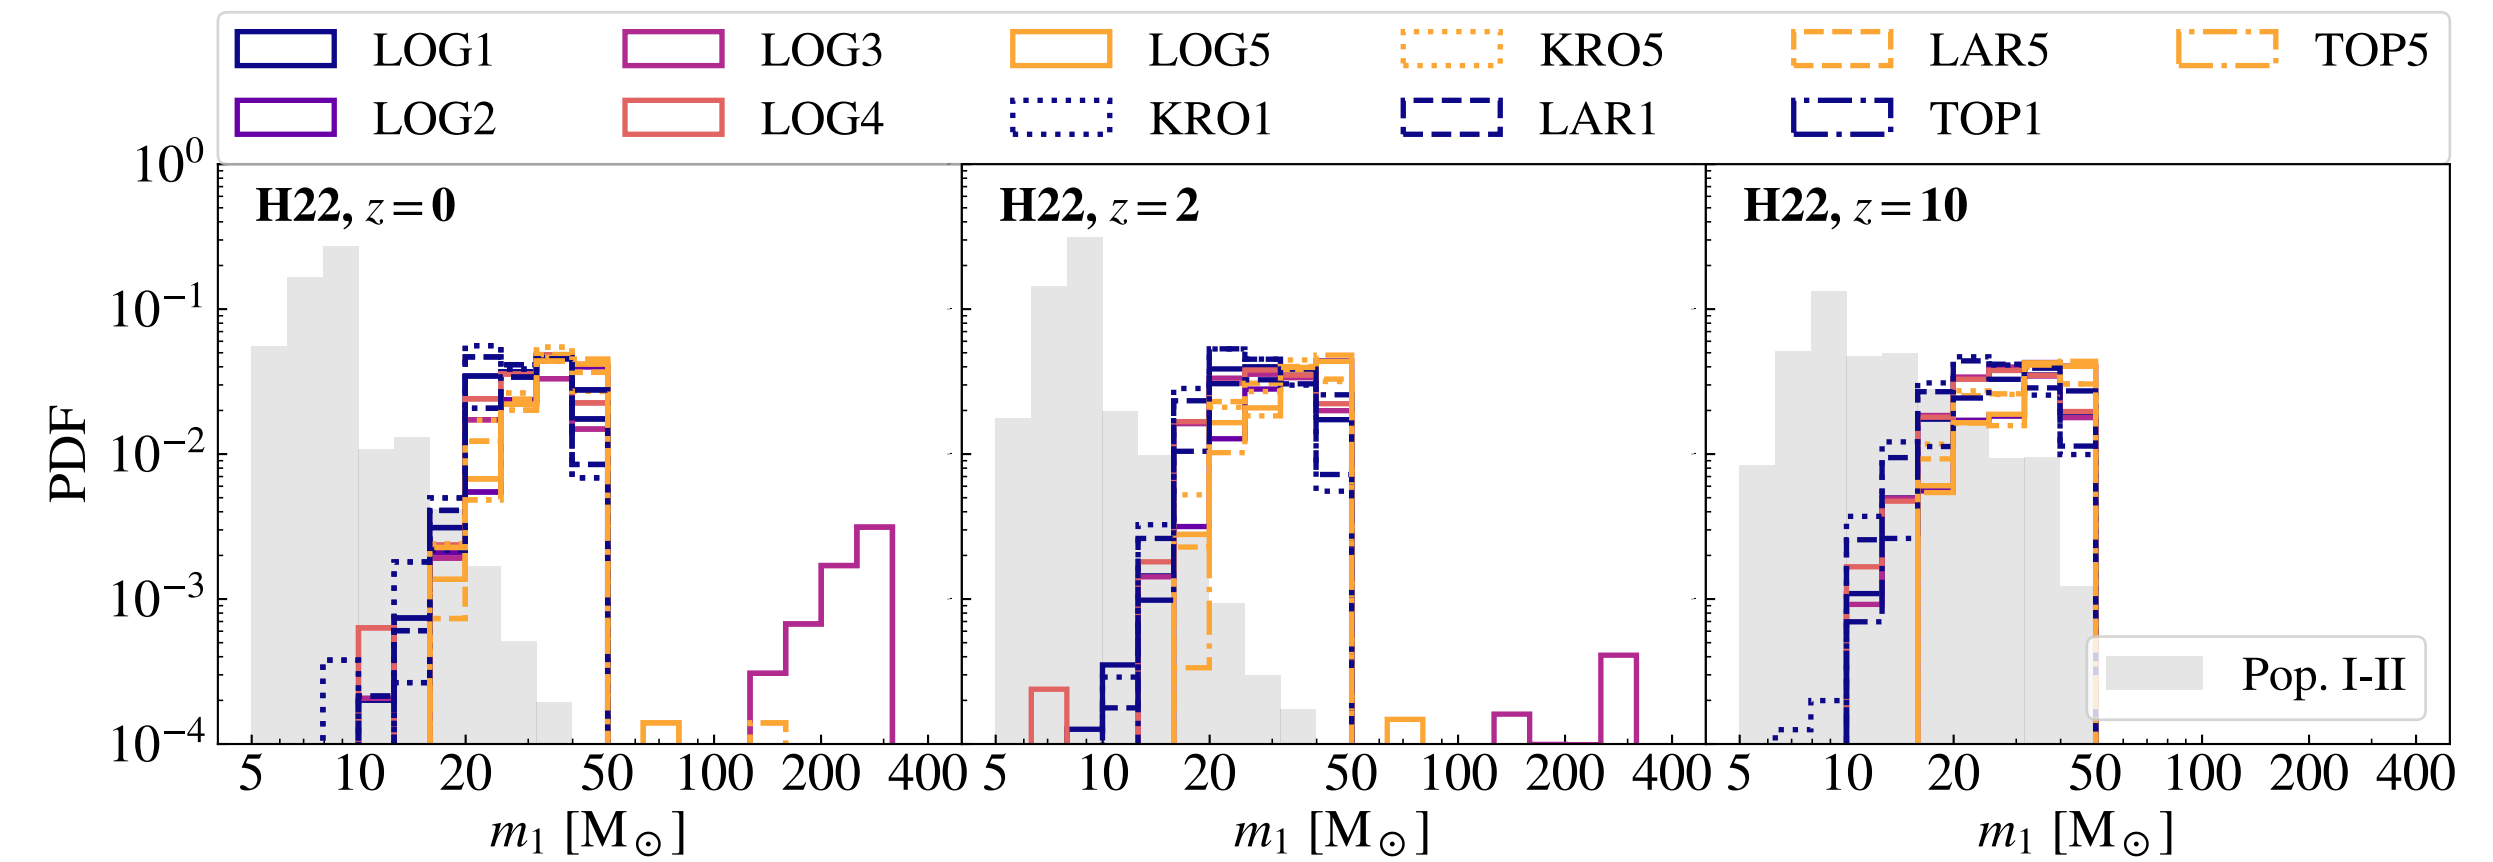 LOG1 LOG3 LOG5 KRO5 LAR5 TOP5
LOG2 LOG4 KRO1 LAR1 TOP1
H22, z = 0
H22, z = 2
H22, z = 10
10⁰
10⁻¹
10⁻²
10⁻³
10⁻⁴
PDF
Pop. I-II
5 10 20 50 100 200 400
5 10 20 50 100 200 400
5 10 20 50 100 200 400
m₁ [M⊙]
m₁ [M⊙]
m₁ [M⊙]